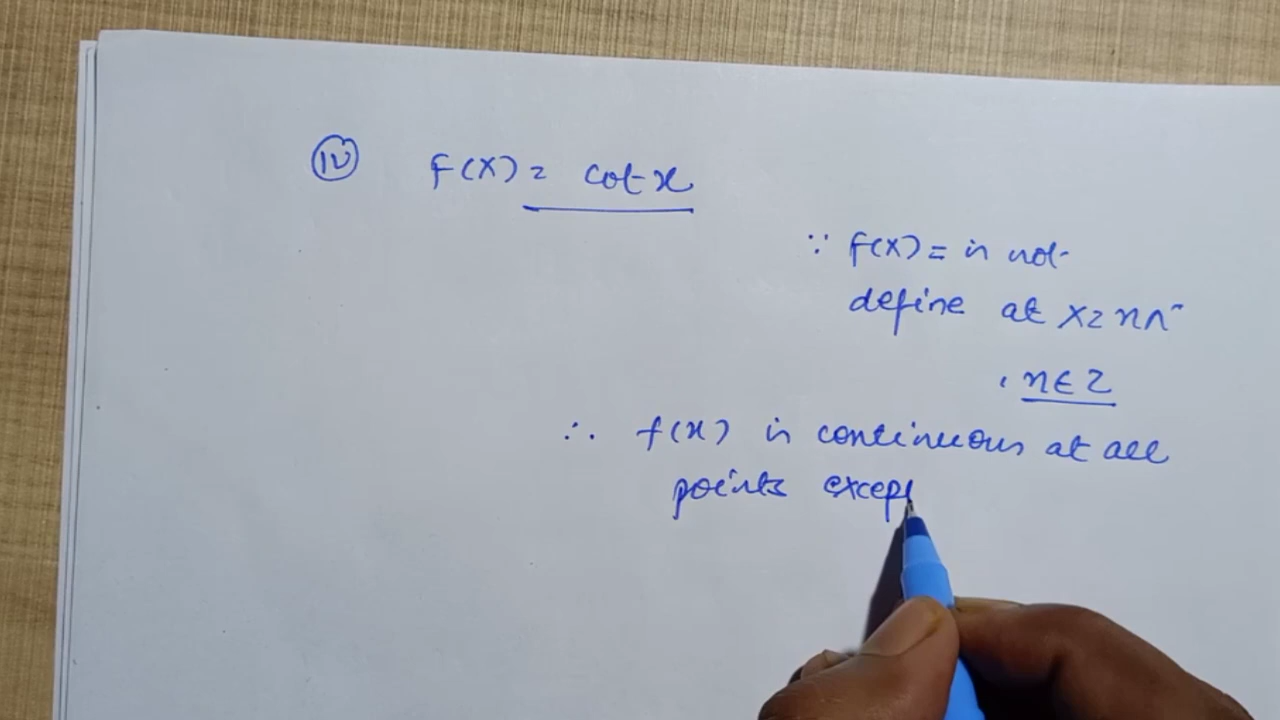 (iv) f(x) = cot x
∵ f(x) = is not
define at x = nπ
, n ∈ Z
∴ f(x) is continuous at all
points except